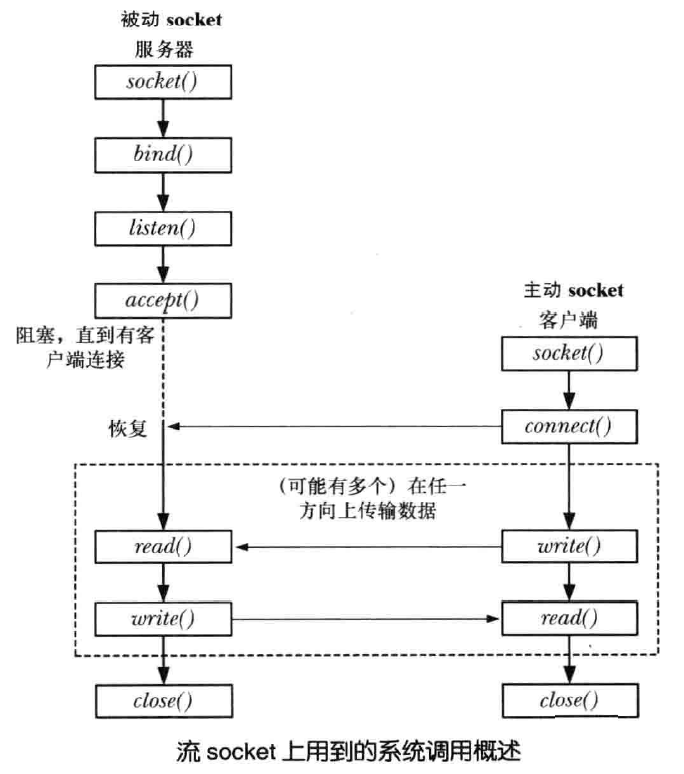 被动 socket
服务器
socket()
bind()
listen()
accept()
阻塞，直到有客
户端连接
恢复
主动 socket
客户端
socket()
connect()
（可能有多个）在任一
方向上传输数据
read()
write()
write()
read()
close()
close()
流 socket 上用到的系统调用概述